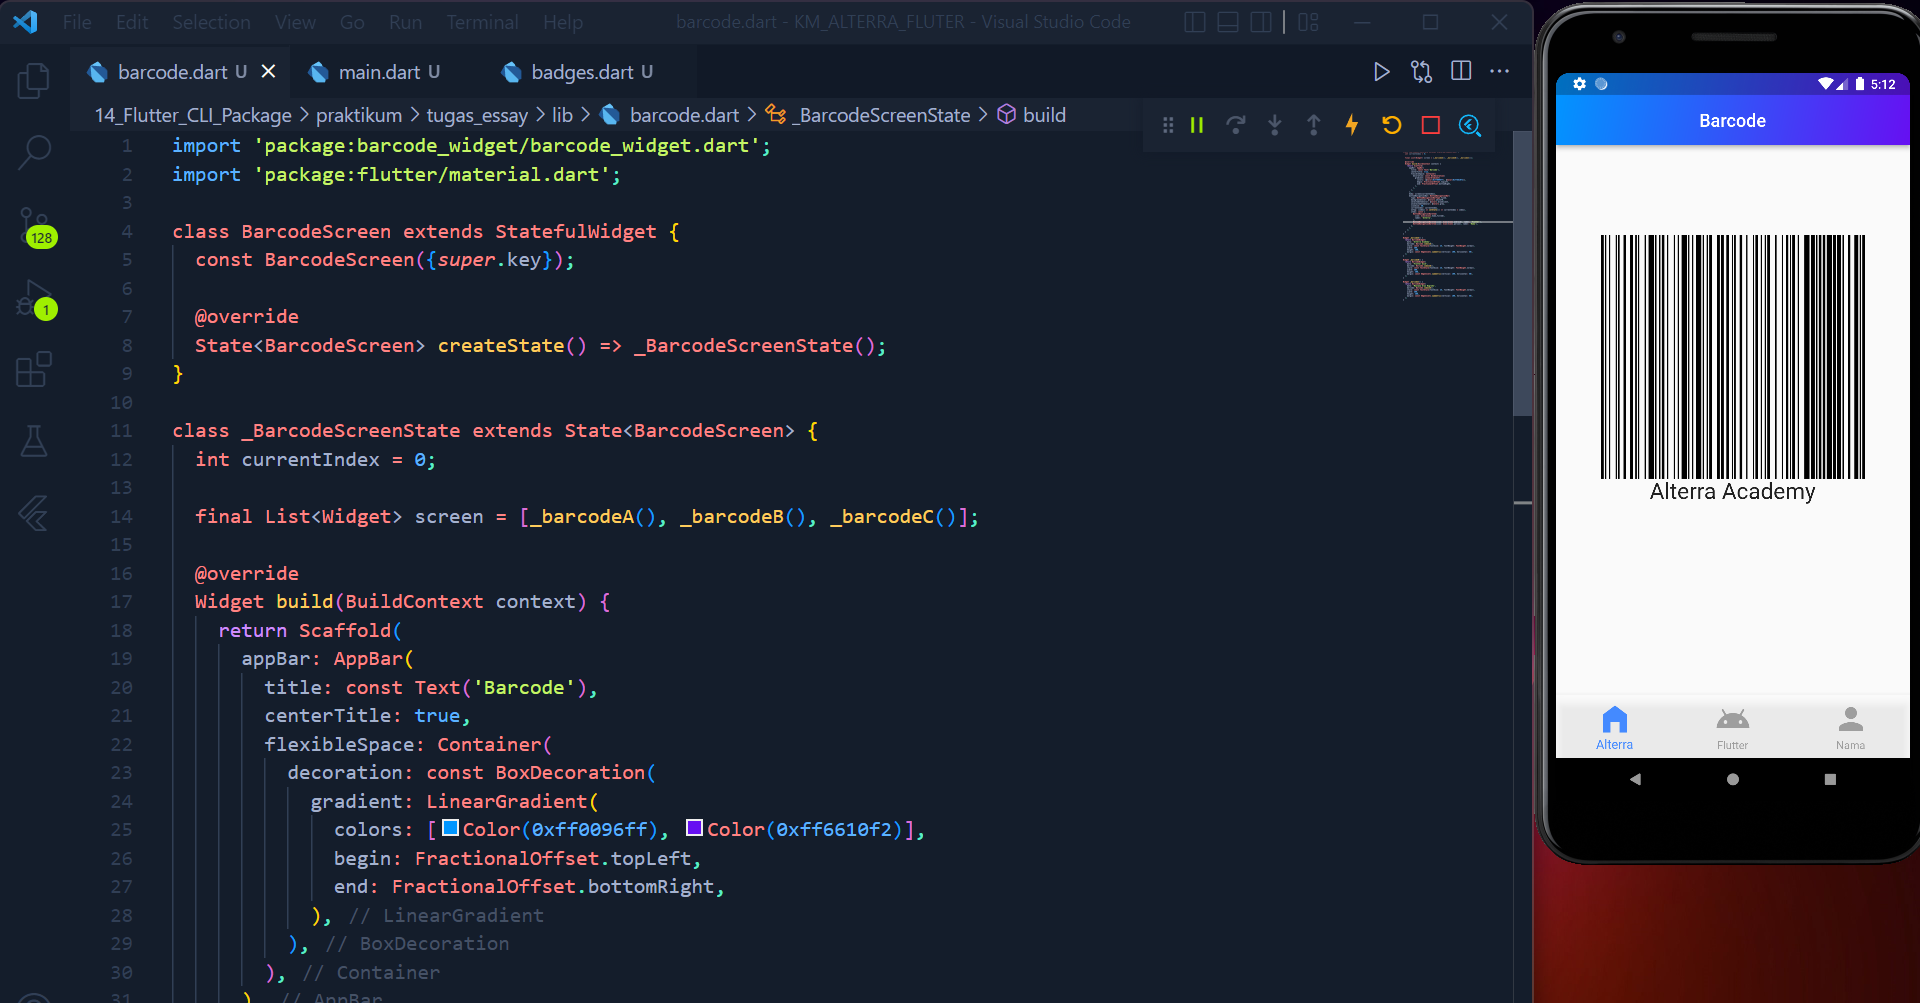 File Edit Selection View Go Run Terminal Help
barcode.dart - KM_ALTERRA_FLUTER - Visual Studio Code
barcode.dart U
main.dart U
badges.dart U
14_Flutter_CLI_Package > praktikum > tugas_essay > lib > barcode.dart > _BarcodeScreenState > build
128
1
1 import 'package:barcode_widget/barcode_widget.dart';
2 import 'package:flutter/material.dart';
3
4 class BarcodeScreen extends StatefulWidget {
5 const BarcodeScreen({super.key});
6
7 @override
8 State<BarcodeScreen> createState() => _BarcodeScreenState();
9 }
10
11 class _BarcodeScreenState extends State<BarcodeScreen> {
12 int currentIndex = 0;
13
14 final List<Widget> screen = [_barcodeA(), _barcodeB(), _barcodeC()];
15
16 @override
17 Widget build(BuildContext context) {
18 return Scaffold(
19 appBar: AppBar(
20 title: const Text('Barcode'),
21 centerTitle: true,
22 flexibleSpace: Container(
23 decoration: const BoxDecoration(
24 gradient: LinearGradient(
25 colors: [Color(0xff0096ff), Color(0xff6610f2)],
26 begin: FractionalOffset.topLeft,
27 end: FractionalOffset.bottomRight,
28 ), // LinearGradient
29 ), // BoxDecoration
30 ), // Container
31 ), // AppBar
5:12
Barcode
Alterra Academy
Alterra
Flutter
Nama